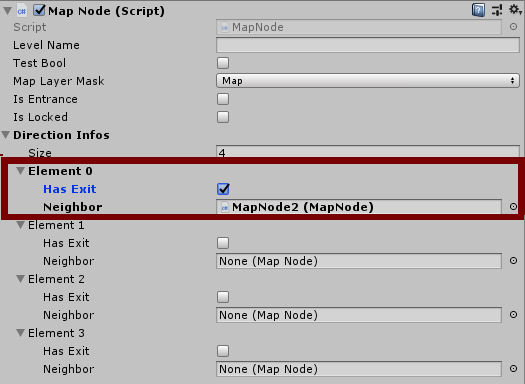 Map Node (Script)
Script MapNode
Level Name
Test Bool
Map Layer Mask Map
Is Entrance
Is Locked
Direction Infos
Size 4
Element 0
Has Exit
Neighbor MapNode2 (MapNode)
Element 1
Has Exit
Neighbor None (Map Node)
Element 2
Has Exit
Neighbor None (Map Node)
Element 3
Has Exit
Neighbor None (Map Node)